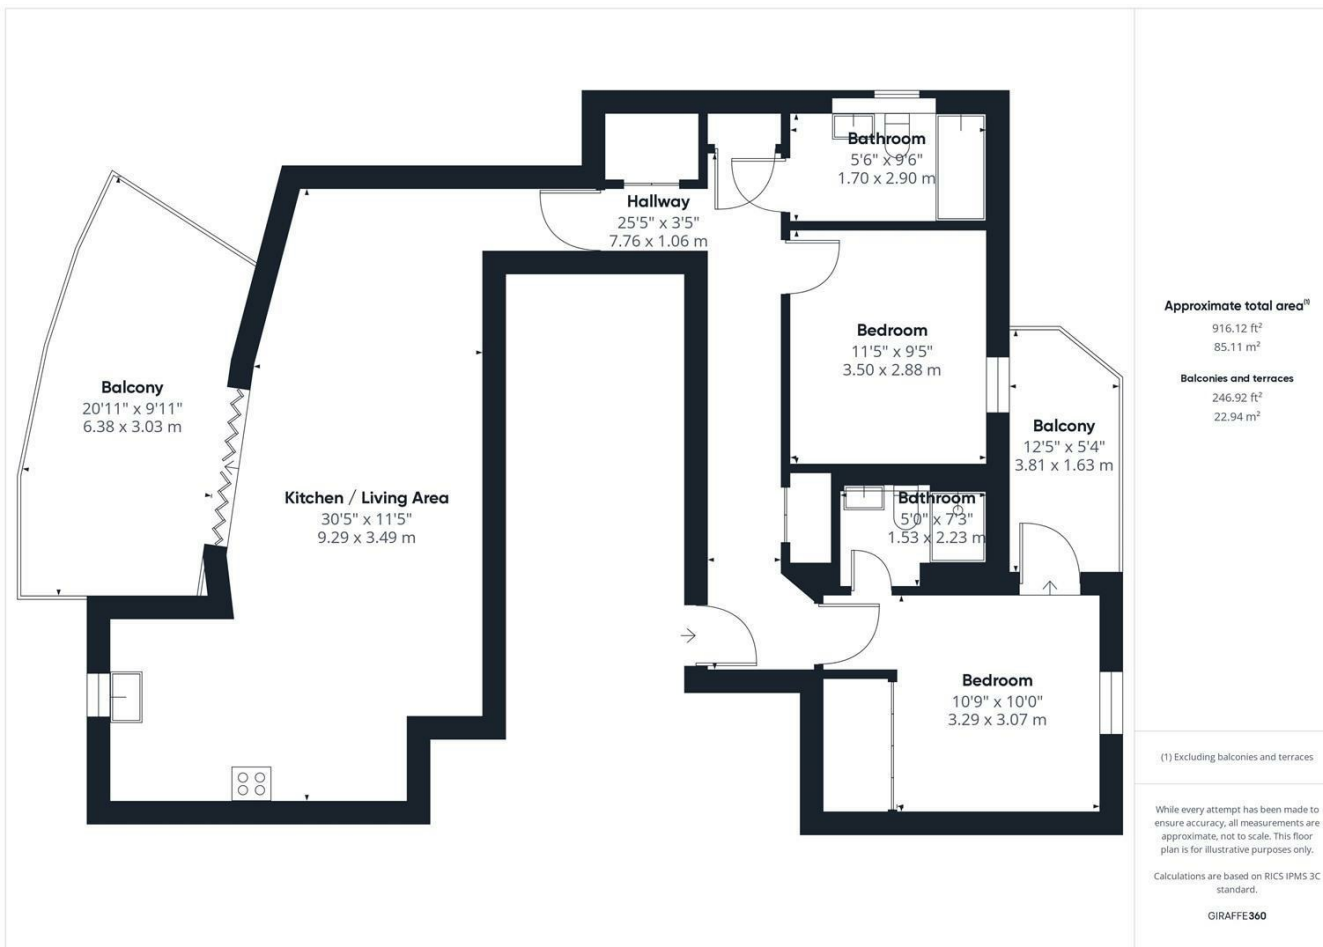 Bathroom
5'6" x 9'6"
1.70 x 2.90 m
Hallway
25'5" x 3'5"
7.76 x 1.06 m
Bedroom
11'5" x 9'5"
3.50 x 2.88 m
Balcony
20'11" x 9'11"
6.38 x 3.03 m
Balcony
12'5" x 5'4"
3.81 x 1.63 m
Kitchen / Living Area
30'5" x 11'5"
9.29 x 3.49 m
Bathroom
5'0" x 7'3"
1.53 x 2.23 m
Bedroom
10'9" x 10'0"
3.29 x 3.07 m
Approximate total area(1)
916.12 ft²
85.11 m²
Balconies and terraces
246.92 ft²
22.94 m²
(1) Excluding balconies and terraces
While every attempt has been made to
ensure accuracy, all measurements are
approximate, not to scale. This floor
plan is for illustrative purposes only.
Calculations are based on RICS IPMS 3C
standard.
GIRAFFE360